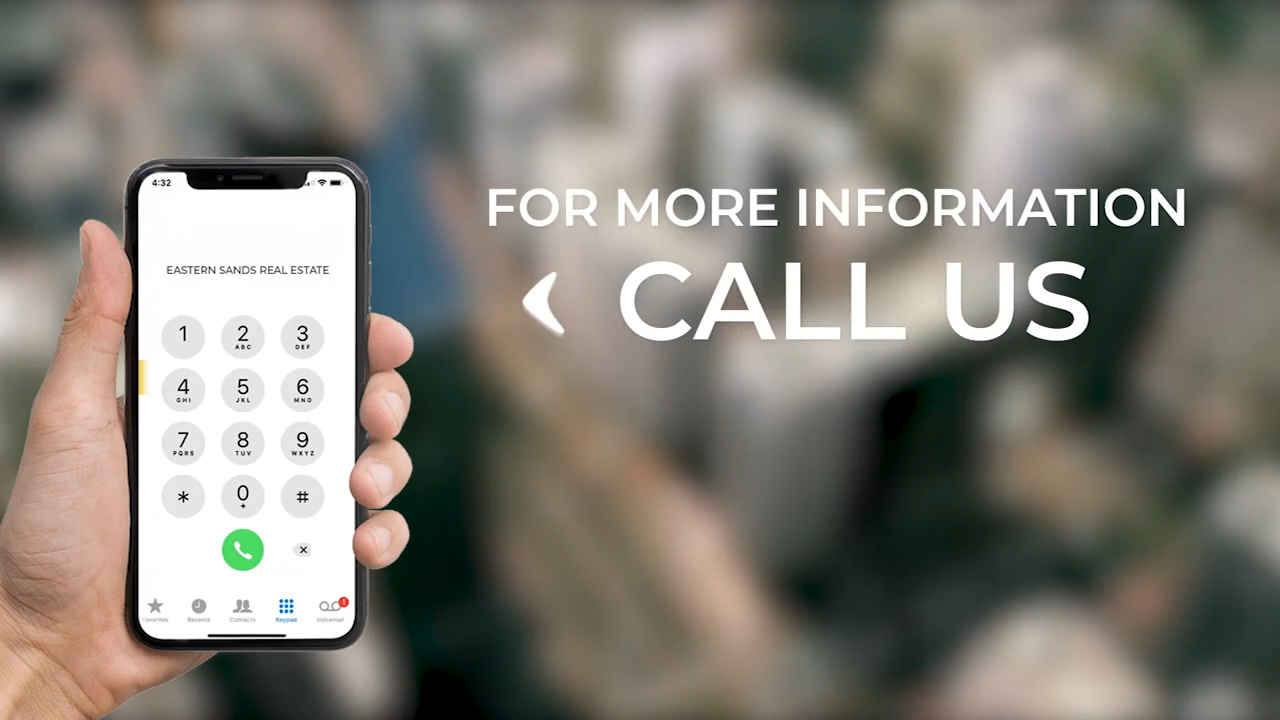 4:32
EASTERN SANDS REAL ESTATE
1
2
ABC
3
DEF
4
GHI
5
JKL
6
MNO
7
PQRS
8
TUV
9
WXYZ
*
0
+
#
Favorites
Recents
Contacts
Keypad
Voicemail
1
FOR MORE INFORMATION
CALL US